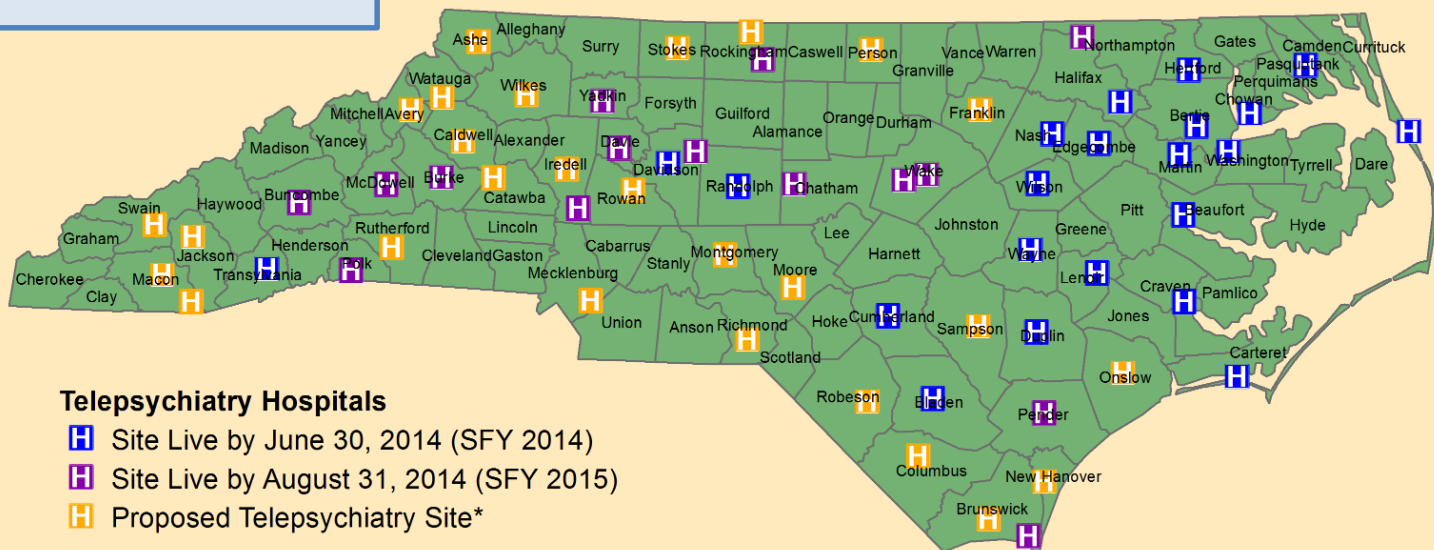 Alleghany
Ashe
Surry
Stokes
Rockingham
Caswell
Person
Vance
Warren
Northampton
Gates
Camden
Currituck
Granville
Halifax
Hertford
Pasquotank
Perquimans
Watauga
Wilkes
Yadkin
Forsyth
Guilford
Alamance
Orange
Durham
Franklin
Nash
Edgecombe
Bertie
Chowan
Mitchell
Avery
Caldwell
Alexander
Davie
Madison
Yancey
Iredell
Davidson
Randolph
Chatham
Wake
Wilson
Martin
Washington
Tyrrell
Dare
Buncombe
McDowell
Burke
Catawba
Rowan
Swain
Haywood
Rutherford
Lincoln
Johnston
Pitt
Greene
Beaufort
Hyde
Graham
Jackson
Henderson
Polk
Cleveland
Gaston
Cabarrus
Stanly
Montgomery
Lee
Harnett
Wayne
Lenoir
Craven
Pamlico
Cherokee
Macon
Clay
Transylvania
Mecklenburg
Union
Anson
Richmond
Moore
Hoke
Cumberland
Sampson
Duplin
Jones
Carteret
Scotland
Robeson
Bladen
Pender
Onslow
Columbus
New Hanover
Brunswick
Telepsychiatry Hospitals
H Site Live by June 30, 2014 (SFY 2014)
H Site Live by August 31, 2014 (SFY 2015)
H Proposed Telepsychiatry Site*